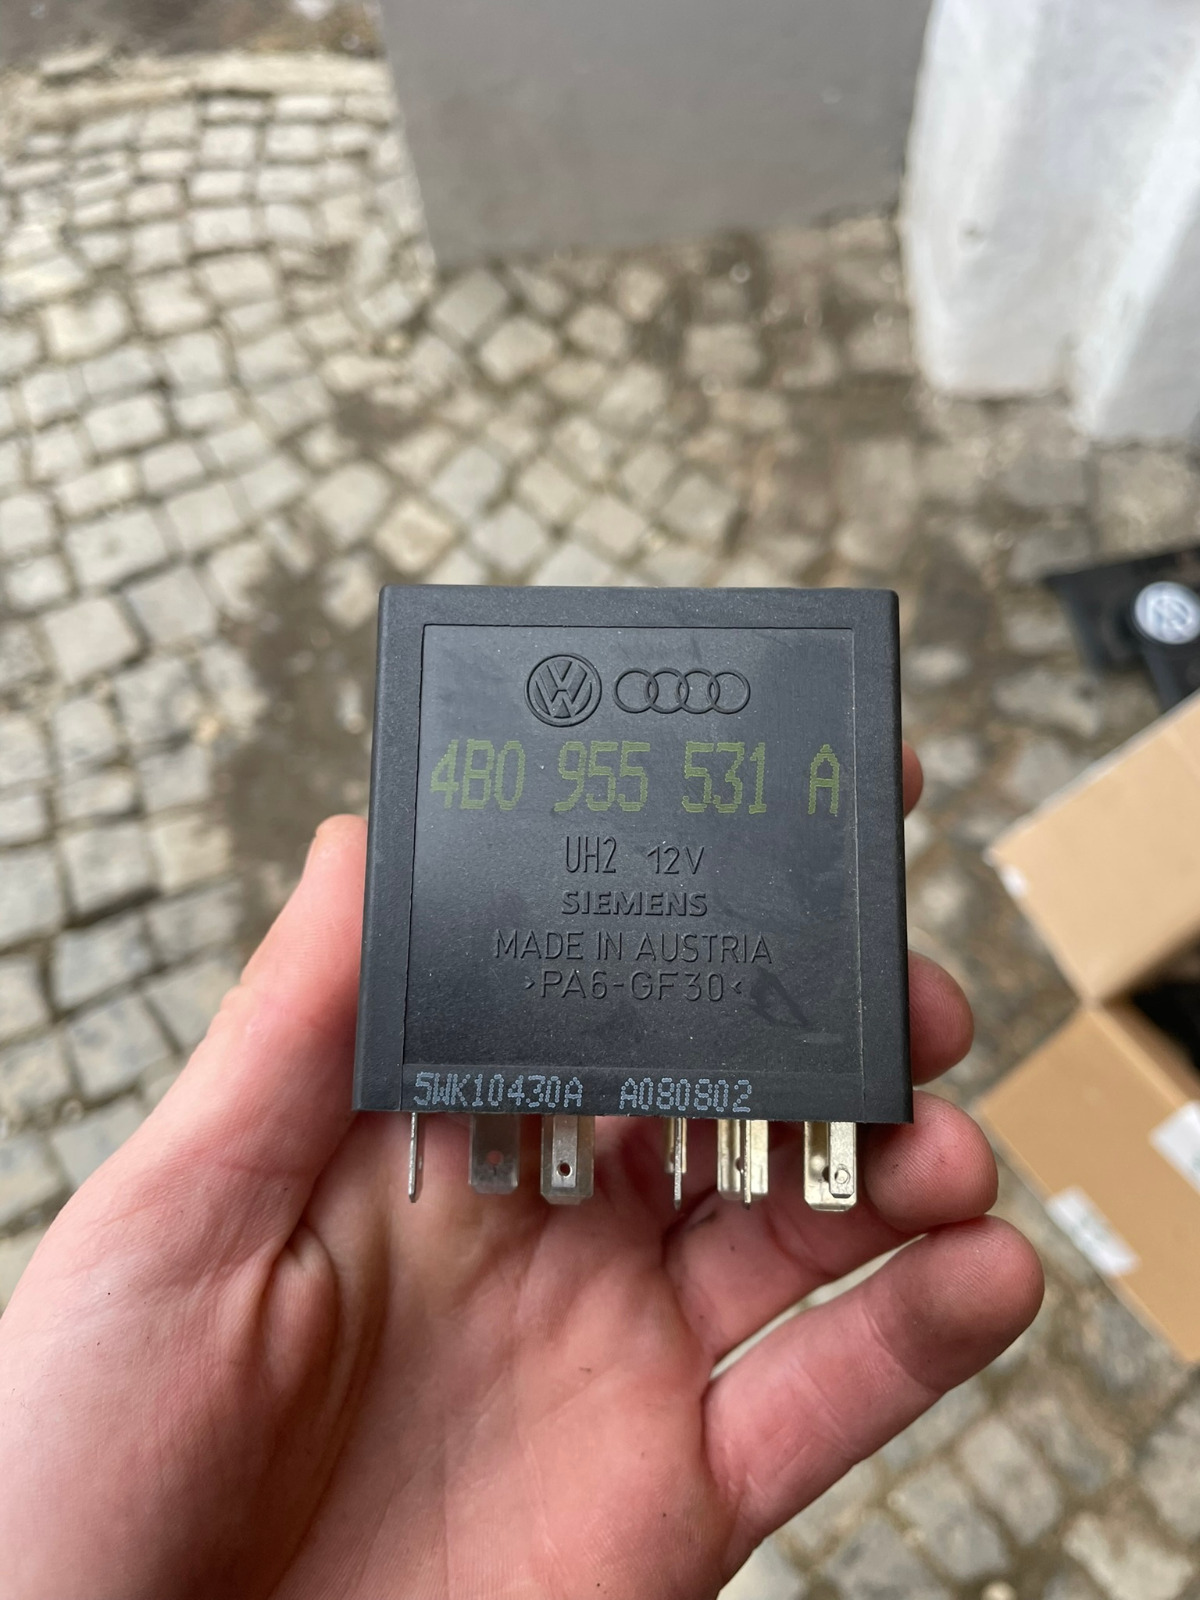 4B0 955 531 A
UH2 12V
SIEMENS
MADE IN AUSTRIA
>PA6-GF30<
5WK10430A A080802